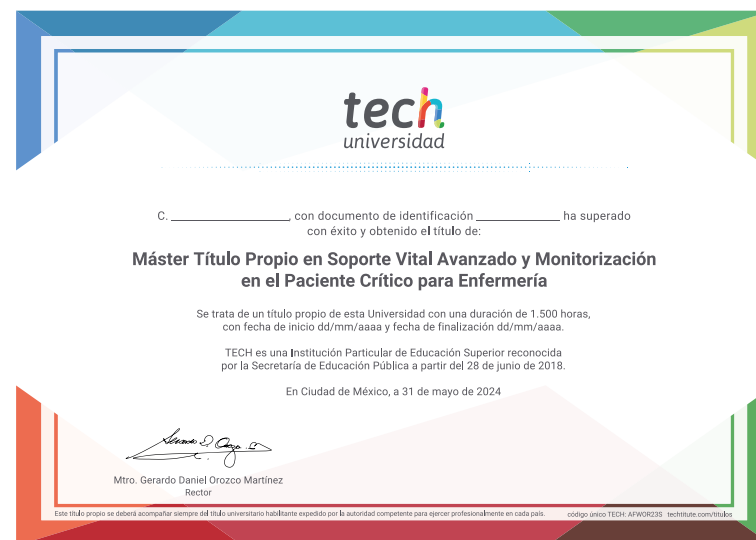 tech
universidad
C. ____________________, con documento de identificación ______________ ha superado
con éxito y obtenido el título de:
Máster Título Propio en Soporte Vital Avanzado y Monitorización
en el Paciente Crítico para Enfermería
Se trata de un título propio de esta Universidad con una duración de 1.500 horas,
con fecha de inicio dd/mm/aaaa y fecha de finalización dd/mm/aaaa.
TECH es una Institución Particular de Educación Superior reconocida
por la Secretaría de Educación Pública a partir del 28 de junio de 2018.
En Ciudad de México, a 31 de mayo de 2024
Mtro. Gerardo Daniel Orozco Martínez
Rector
Este título propio se deberá acompañar siempre del título universitario habilitante expedido por la autoridad competente para ejercer profesionalmente en cada país. código único TECH: AFWOR23S techtitute.com/titulos